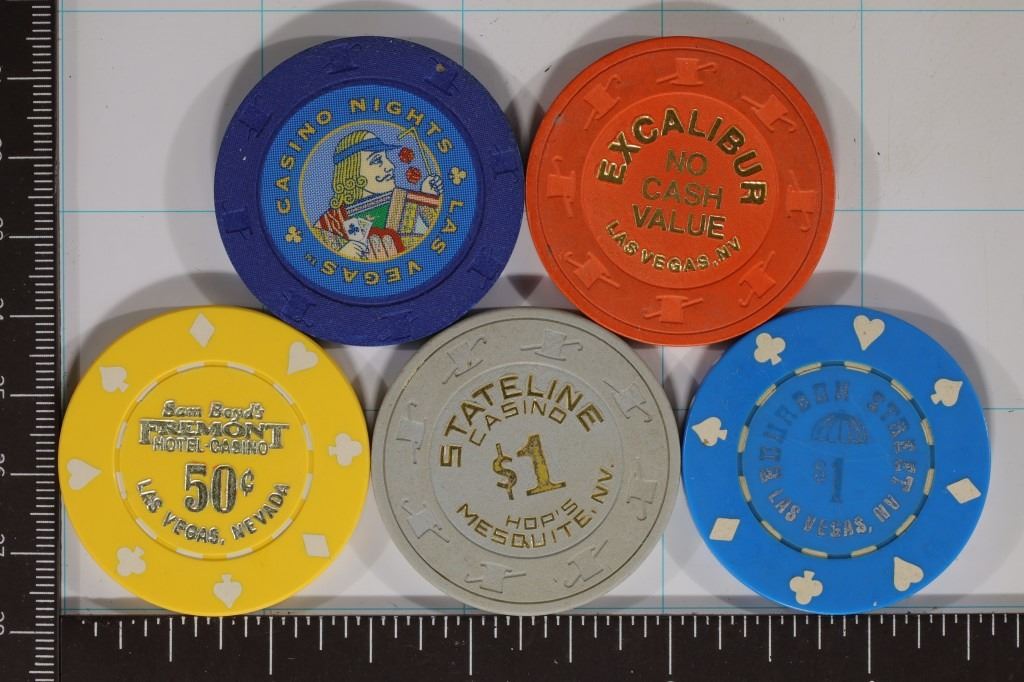 CASINO NIGHTS
LAS VEGAS™
EXCALIBUR
NO
CASH
VALUE
LAS VEGAS, NV
Sam Boyd's
FREMONT
HOTEL-CASINO
50¢
LAS VEGAS, NEVADA
STATELINE
CASINO
$1
HOP'S
MESQUITE, NV.
BOURBON STREET
$1
LAS VEGAS, NV